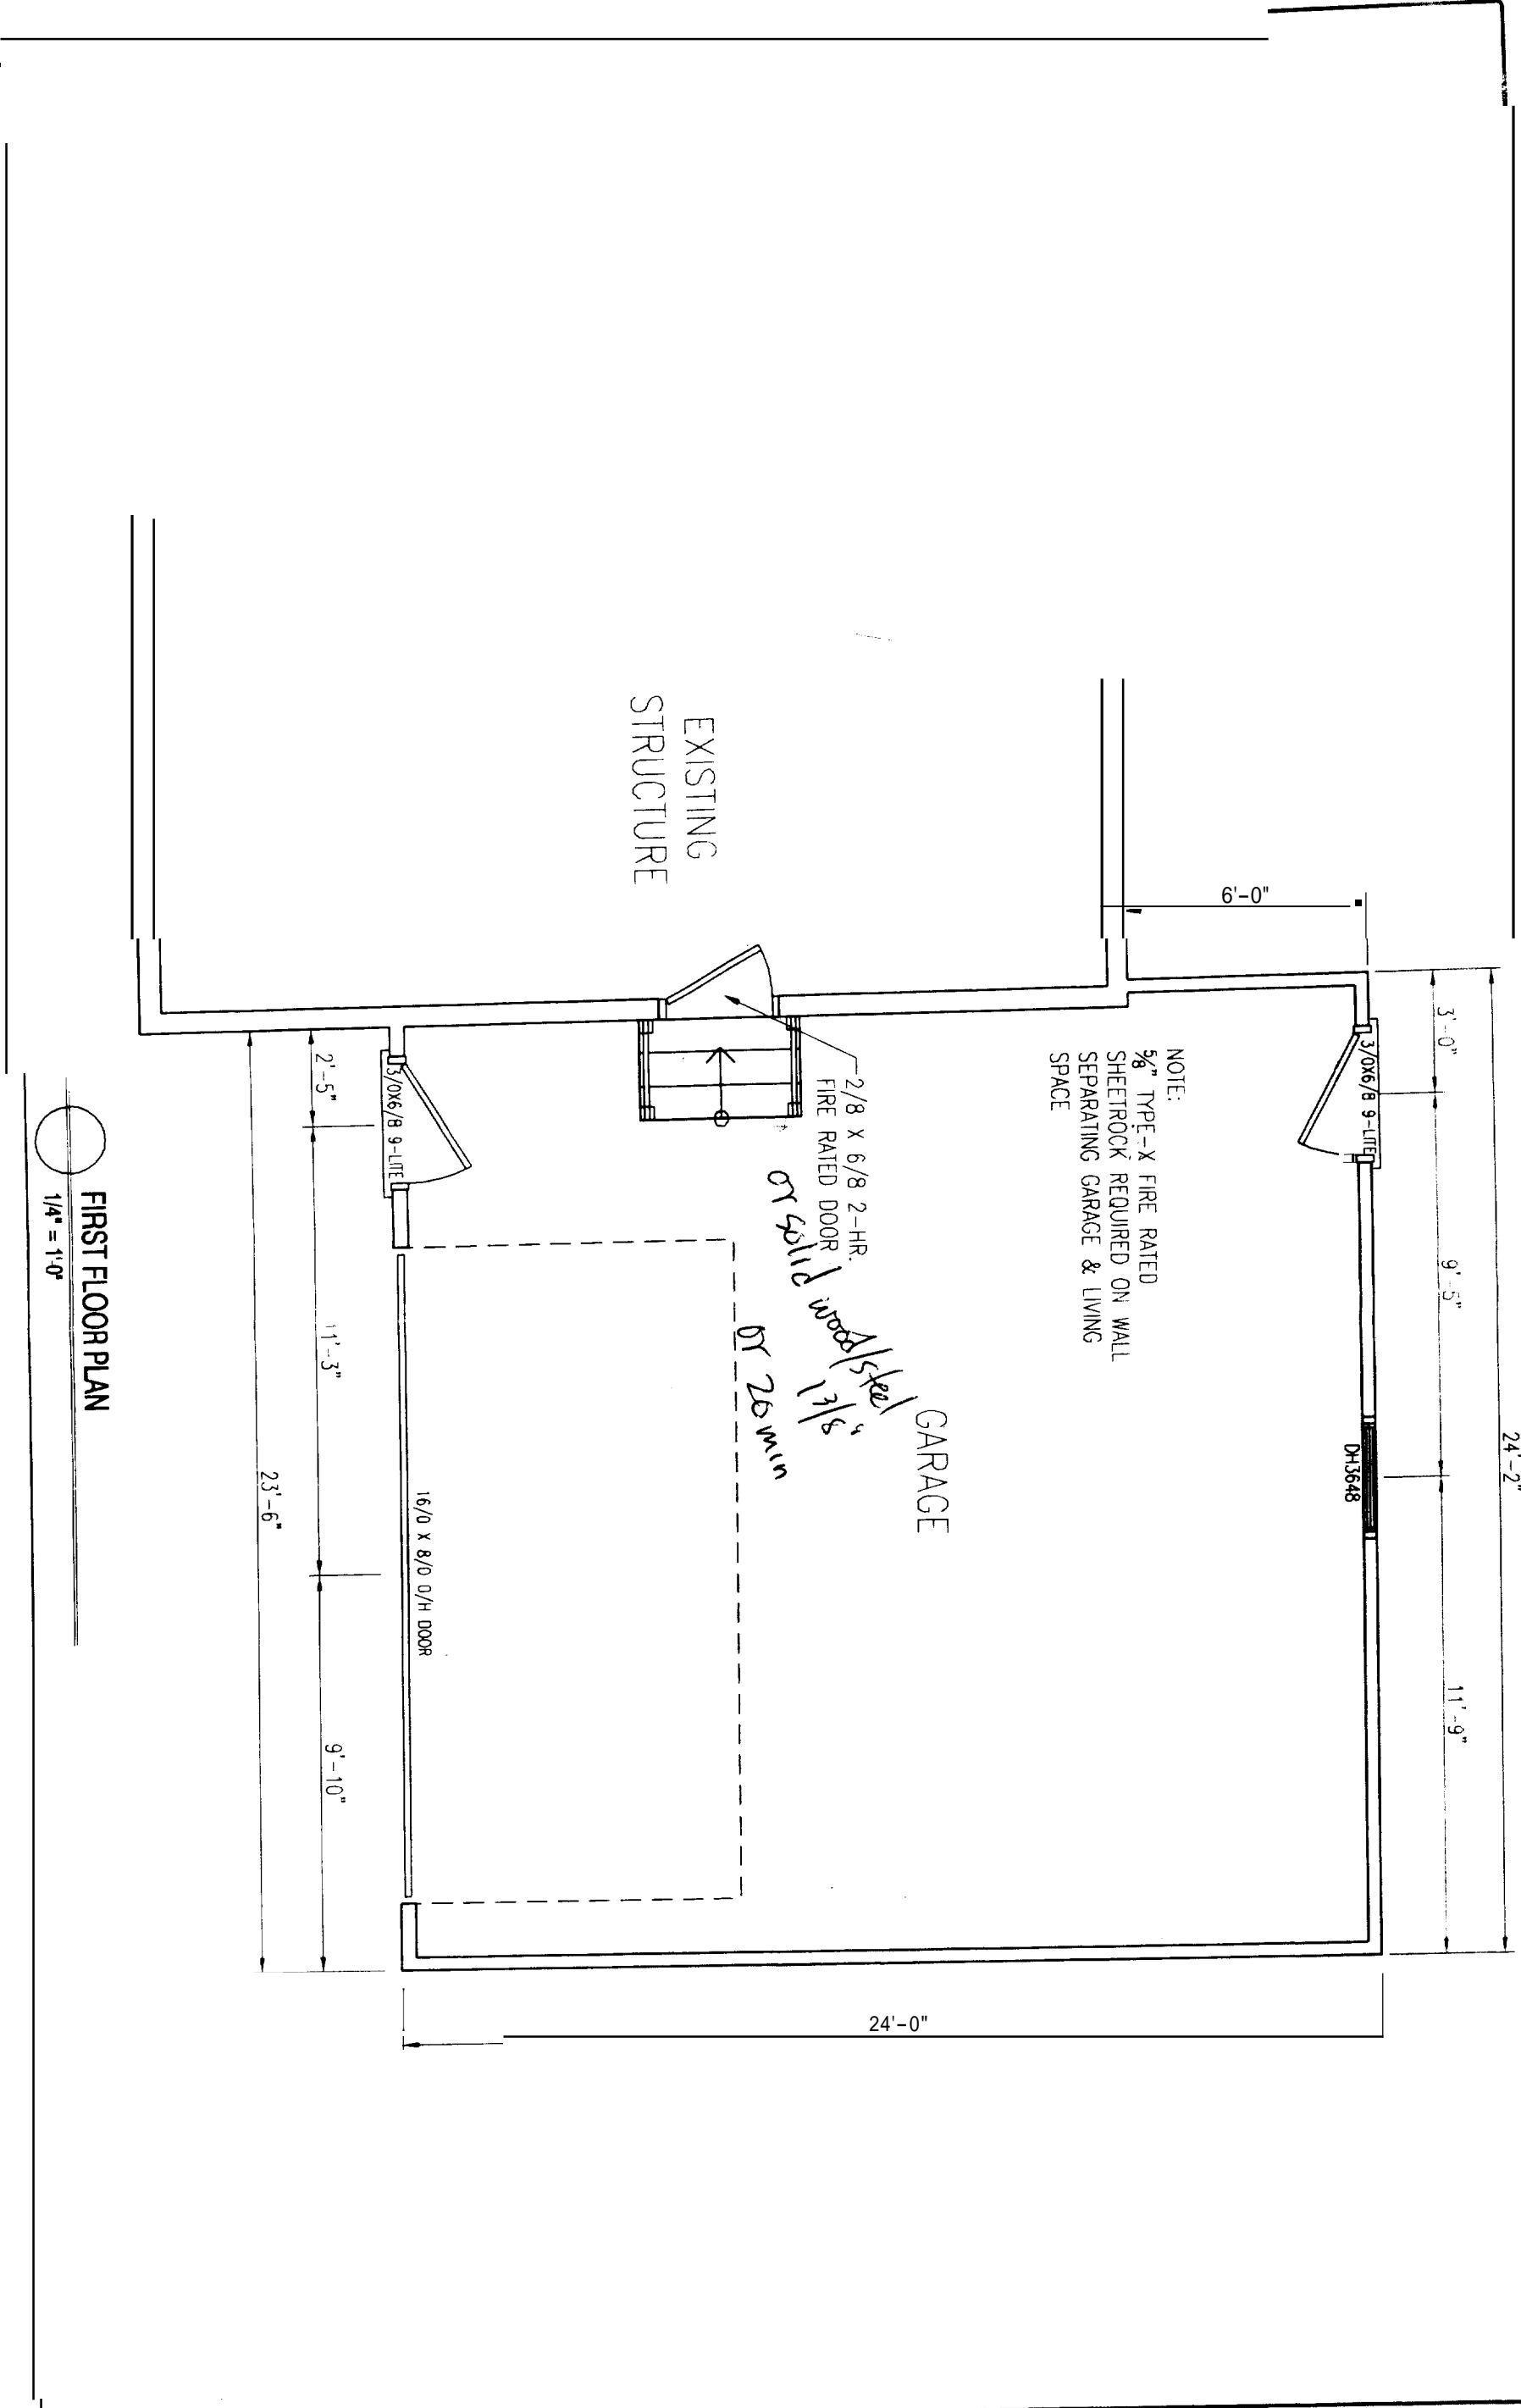 24'-2"
3'-0"
9'-5"
11'-9"
3/0X6/8 9-LITE
DH3648
6'-0"
NOTE:
5/8" TYPE-X FIRE RATED
SHEETROCK REQUIRED ON WALL
SEPARATING GARAGE & LIVING
SPACE
GARAGE
2/8 X 6/8 2-HR.
FIRE RATED DOOR
or solid wood/steel
1 3/8"
or 20 min
EXISTING
STRUCTURE
24'-0"
16/0 X 8/0 O/H DOOR
3/0X6/8 9-LITE
2'-5"
11'-3"
9'-10"
23'-6"
FIRST FLOOR PLAN
1/4" = 1'-0"